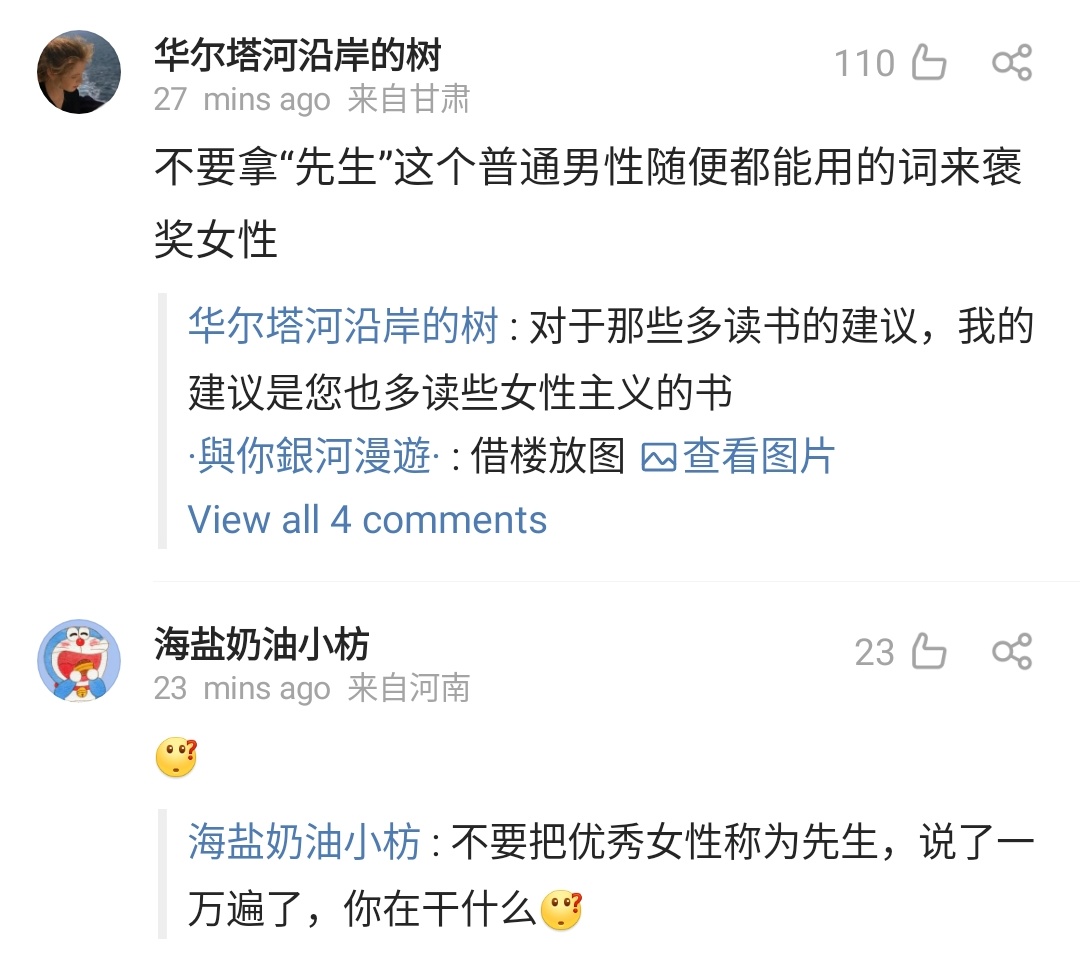 华尔塔河沿岸的树
110
27 mins ago 来自甘肃
不要拿“先生”这个普通男性随便都能用的词来褒
奖女性
华尔塔河沿岸的树 : 对于那些多读书的建议，我的
建议是您也多读些女性主义的书
·與你銀河漫遊· : 借楼放图 查看图片
View all 4 comments
海盐奶油小枋
23
23 mins ago 来自河南
海盐奶油小枋 : 不要把优秀女性称为先生，说了一
万遍了，你在干什么